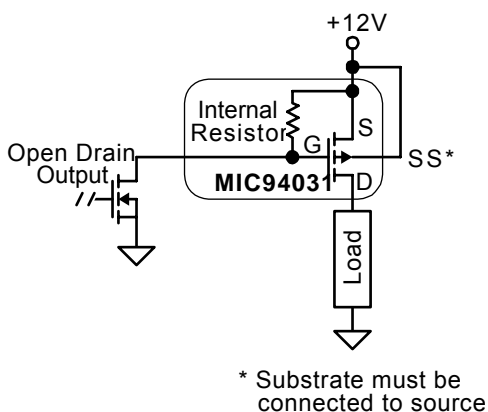 +12V
Internal
Resistor
S
G
Open Drain
Output
SS*
MIC94031
D
Load
* Substrate must be
connected to source